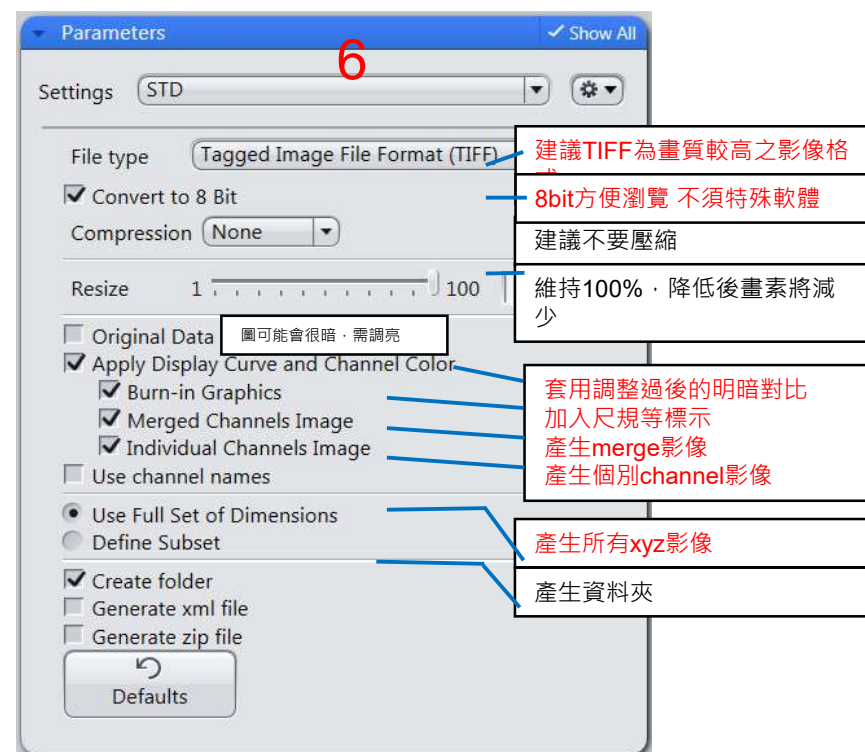 Parameters
Show All
6
Settings STD
File type Tagged Image File Format (TIFF)
建議TIFF為畫質較高之影像格
Convert to 8 Bit
8bit方便瀏覽 不須特殊軟體
Compression None
建議不要壓縮
Resize 1 100
維持100%，降低後畫素將減
少
Original Data
圖可能會很暗，需調亮
Apply Display Curve and Channel Color
套用調整過後的明暗對比
Burn-in Graphics
加入尺規等標示
Merged Channels Image
產生merge影像
Individual Channels Image
產生個別channel影像
Use channel names
Use Full Set of Dimensions
產生所有xyz影像
Define Subset
Create folder
產生資料夾
Generate xml file
Generate zip file
Defaults